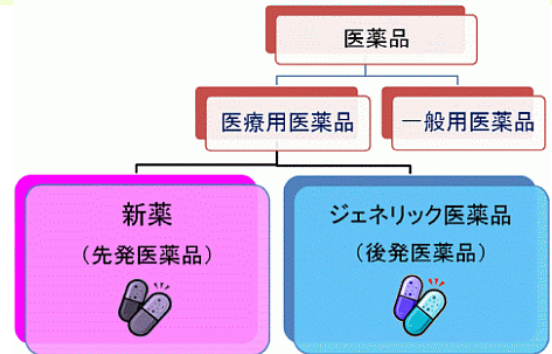 医薬品
医療用医薬品
一般用医薬品
新薬
（先発医薬品）
ジェネリック医薬品
（後発医薬品）